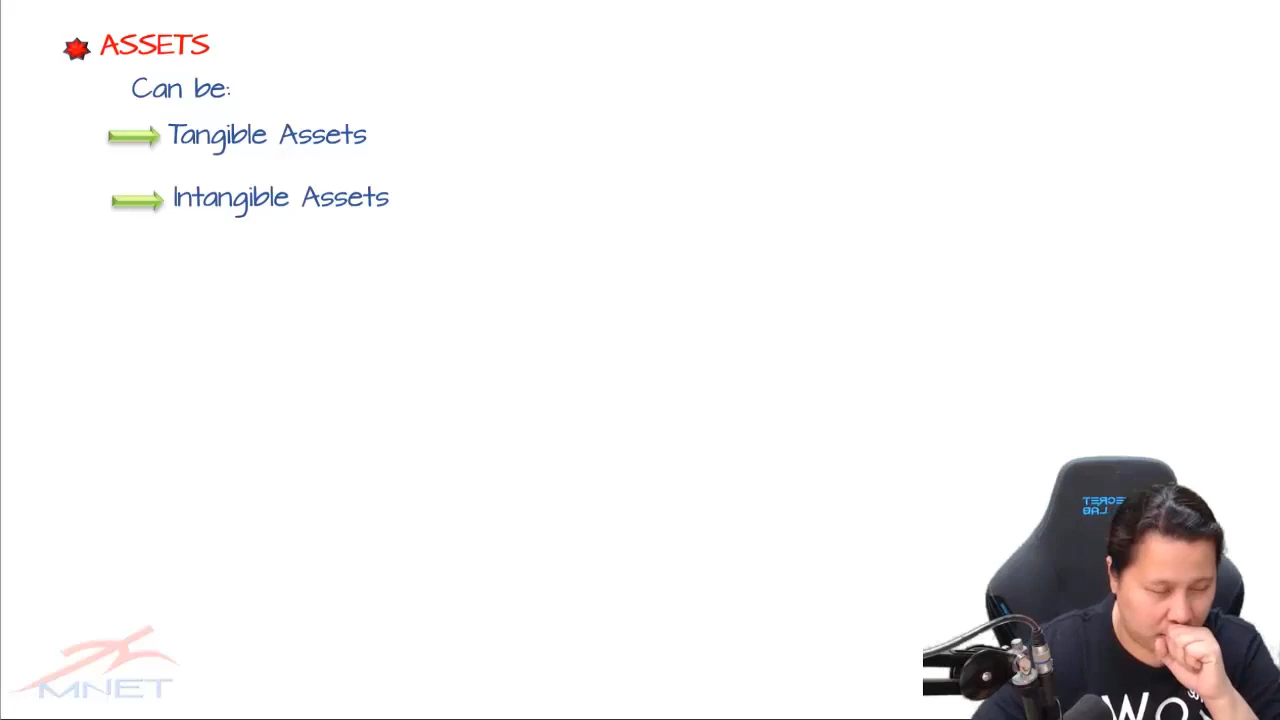 ASSETS
Can be:
Tangible Assets
Intangible Assets
MNET